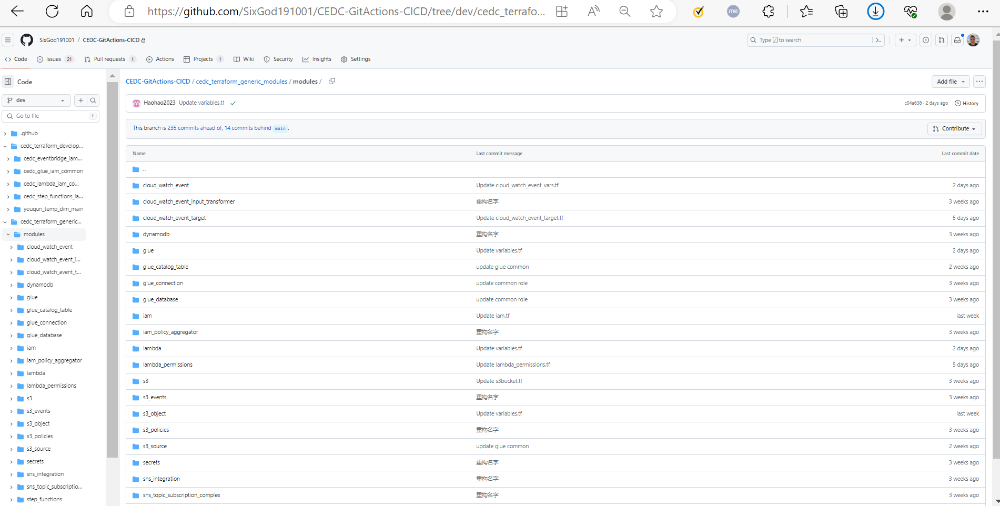 https://github.com/SixGod191001/CEDC-GitActions-CICD/tree/dev/cedc_terrafo...
me
SixGod191001 / CEDC-GitActions-CICD
Type / to search
Code
Issues 21
Pull requests 1
Actions
Projects 1
Wiki
Security
Insights
Settings
Code
dev
Go to file
t
.github
cedc_terraform_develop...
cedc_eventbridge_iam...
cedc_glue_iam_common
cedc_lambda_iam_co...
cedc_step_functions_ia...
youqun_temp_dim_main
cedc_terraform_generic...
modules
cloud_watch_event
cloud_watch_event_i...
cloud_watch_event_t...
dynamodb
glue
glue_catalog_table
glue_connection
glue_database
iam
iam_policy_aggregator
lambda
lambda_permissions
s3
s3_events
s3_object
s3_policies
s3_source
secrets
sns_integration
sns_topic_subscriptio...
step_functions
CEDC-GitActions-CICD / cedc_terraform_generic_modules / modules /
Add file
Haohao2023 Update variables.tf
c04a636 · 2 days ago History
This branch is 235 commits ahead of, 14 commits behind main .
Contribute
Name Last commit message Last commit date
..
cloud_watch_event Update cloud_watch_event_vars.tf 2 days ago
cloud_watch_event_input_transformer 重构名字 3 weeks ago
cloud_watch_event_target Update cloud_watch_event_target.tf 5 days ago
dynamodb 重构名字 3 weeks ago
glue Update variables.tf 2 days ago
glue_catalog_table update glue common 2 weeks ago
glue_connection update common role 3 weeks ago
glue_database update common role 3 weeks ago
iam Update iam.tf last week
iam_policy_aggregator 重构名字 3 weeks ago
lambda Update variables.tf 2 days ago
lambda_permissions Update lambda_permissions.tf 5 days ago
s3 Update s3bucket.tf 3 weeks ago
s3_events 重构名字 3 weeks ago
s3_object Update variables.tf last week
s3_policies 重构名字 3 weeks ago
s3_source update glue common 2 weeks ago
secrets 重构名字 3 weeks ago
sns_integration 重构名字 3 weeks ago
sns_topic_subscription_complex 重构名字 3 weeks ago